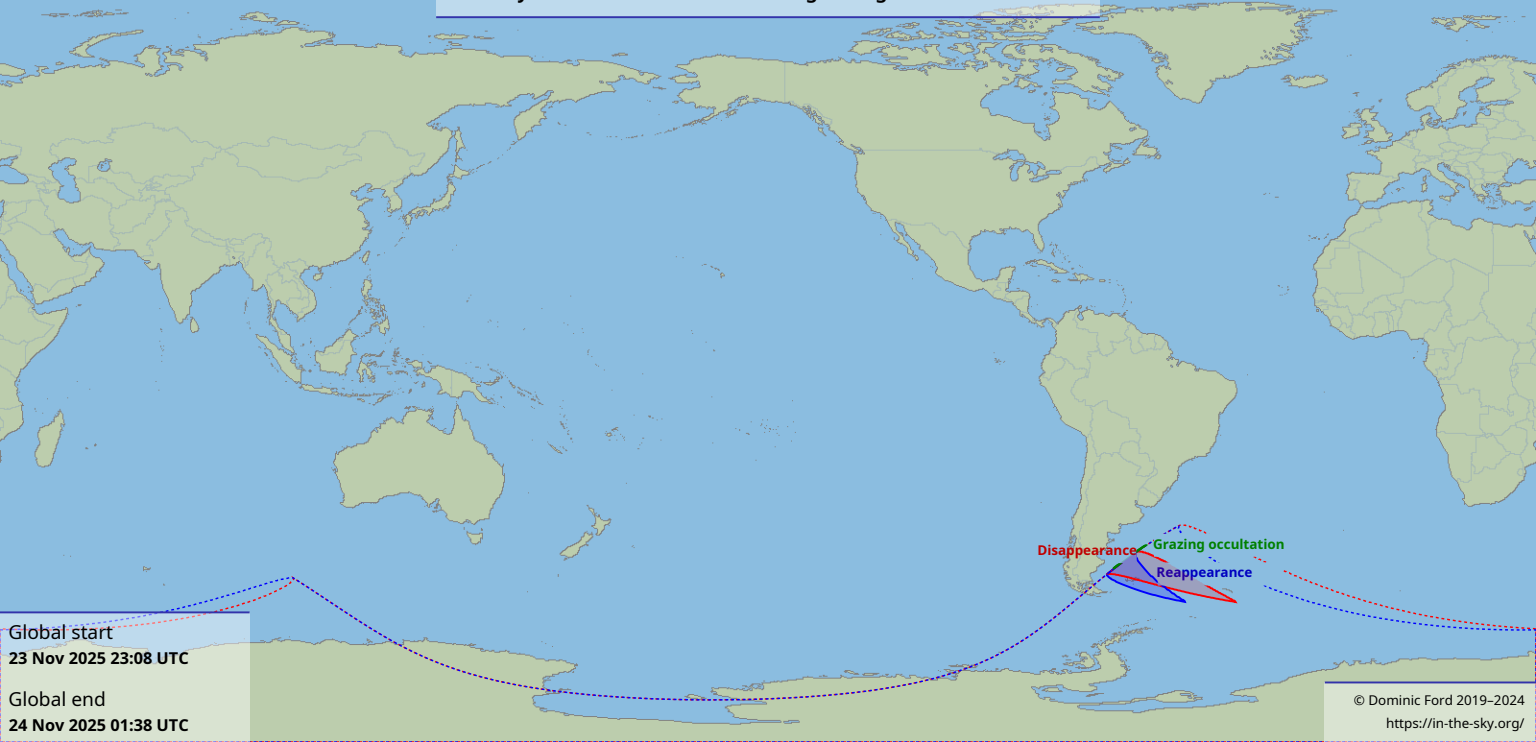 Disappearance
Grazing occultation
Reappearance
Global start
23 Nov 2025 23:08 UTC
Global end
24 Nov 2025 01:38 UTC
© Dominic Ford 2019–2024
https://in-the-sky.org/